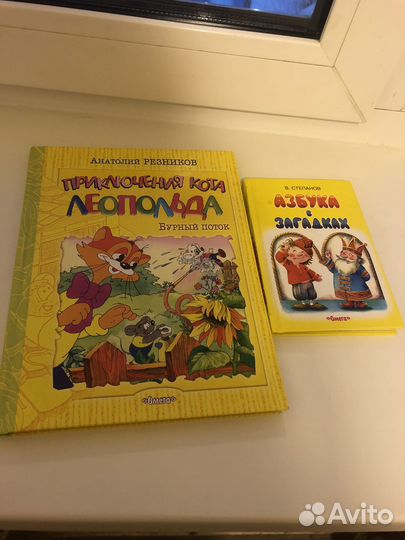 Анатолий РЕЗНИКОВ
ПРИКЛЮЧЕНИЯ КОТА
ЛЕОПОЛЬДА
БУРНЫЙ ПОТОК
«Омега»
В. СТЕПАНОВ
АЗБУКА в
ЗАГАДКАХ
«Омега»
Avito